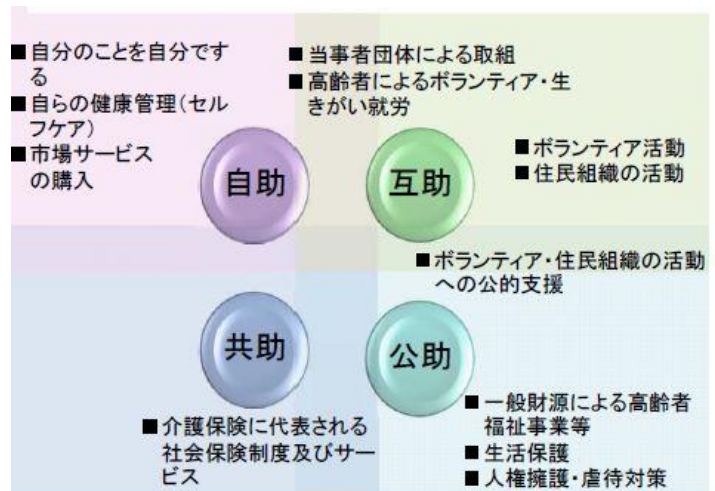 ■自分のことを自分です
る
■自らの健康管理(セル
フケア)
■市場サービス
の購入
■当事者団体による取組
■高齢者によるボランティア・生
きがい就労
■ボランティア活動
■住民組織の活動
自助
互助
■ボランティア・住民組織の活動
への公的支援
共助
公助
■介護保険に代表される
社会保険制度及びサー
ビス
■一般財源による高齢者
福祉事業等
■生活保護
■人権擁護・虐待対策